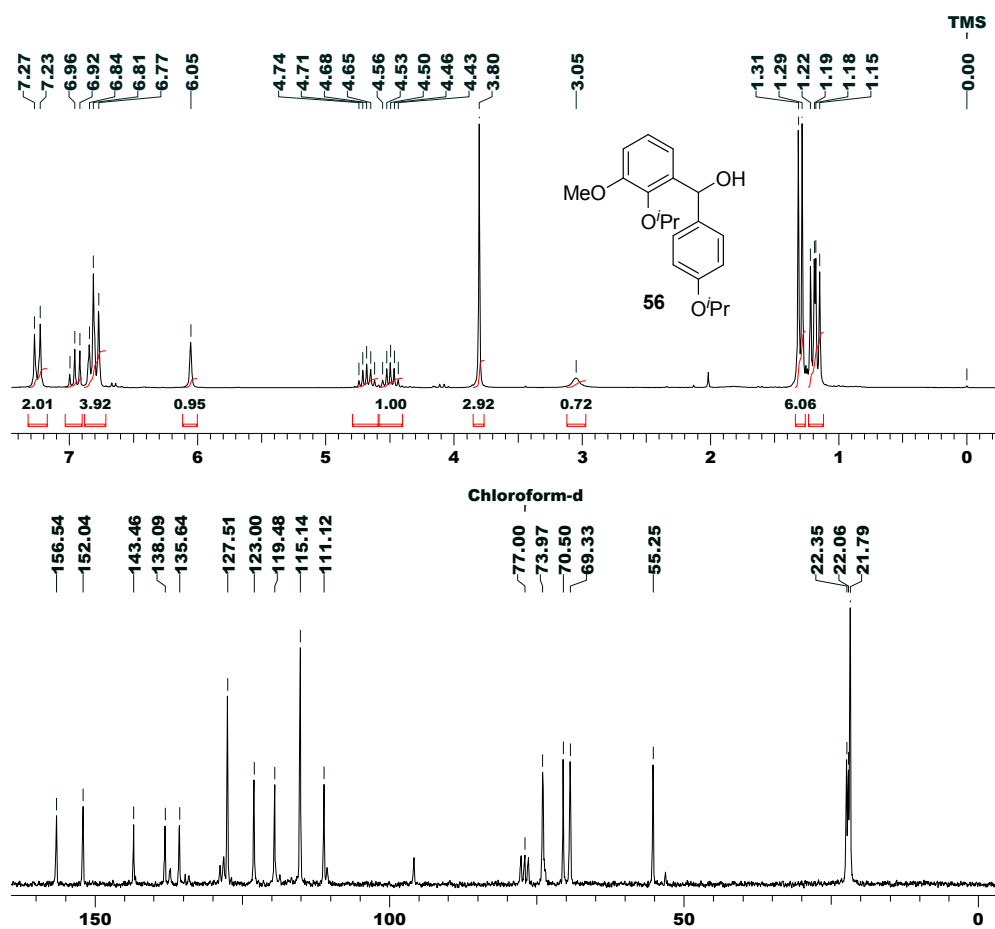 TMS
7.27 7.23 6.96 6.92 6.84 6.81 6.77 6.05 4.74 4.71 4.68 4.65 4.56 4.53 4.50 4.46 4.43 3.80 3.05 1.31 1.29 1.22 1.19 1.18 1.15 0.00
OH
MeO
OⁱPr
56
OⁱPr
2.01 3.92 0.95 1.00 2.92 0.72 6.06
7 6 5 4 3 2 1 0
Chloroform-d
156.54 152.04 143.46 138.09 135.64 127.51 123.00 119.48 115.14 111.12 77.00 73.97 70.50 69.33 55.25 22.35 22.06 21.79
150 100 50 0